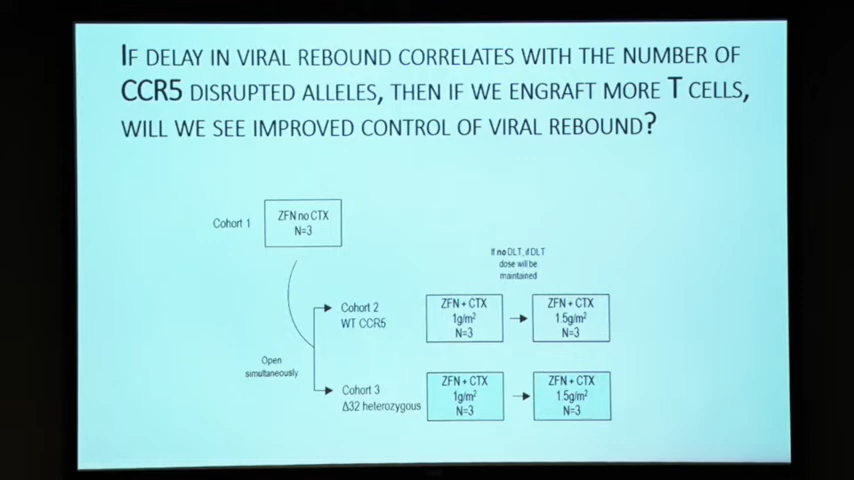 IF DELAY IN VIRAL REBOUND CORRELATES WITH THE NUMBER OF
CCR5 DISRUPTED ALLELES, THEN IF WE ENGRAFT MORE T CELLS,
WILL WE SEE IMPROVED CONTROL OF VIRAL REBOUND?
Cohort 1
ZFN no CTX
N=3
If no DLT, if DLT
dose will be
maintained
Cohort 2
WT CCR5
ZFN + CTX
1g/m²
N=3
ZFN + CTX
1.5g/m²
N=3
Open
simultaneously
Cohort 3
Δ32 heterozygous
ZFN + CTX
1g/m²
N=3
ZFN + CTX
1.5g/m²
N=3